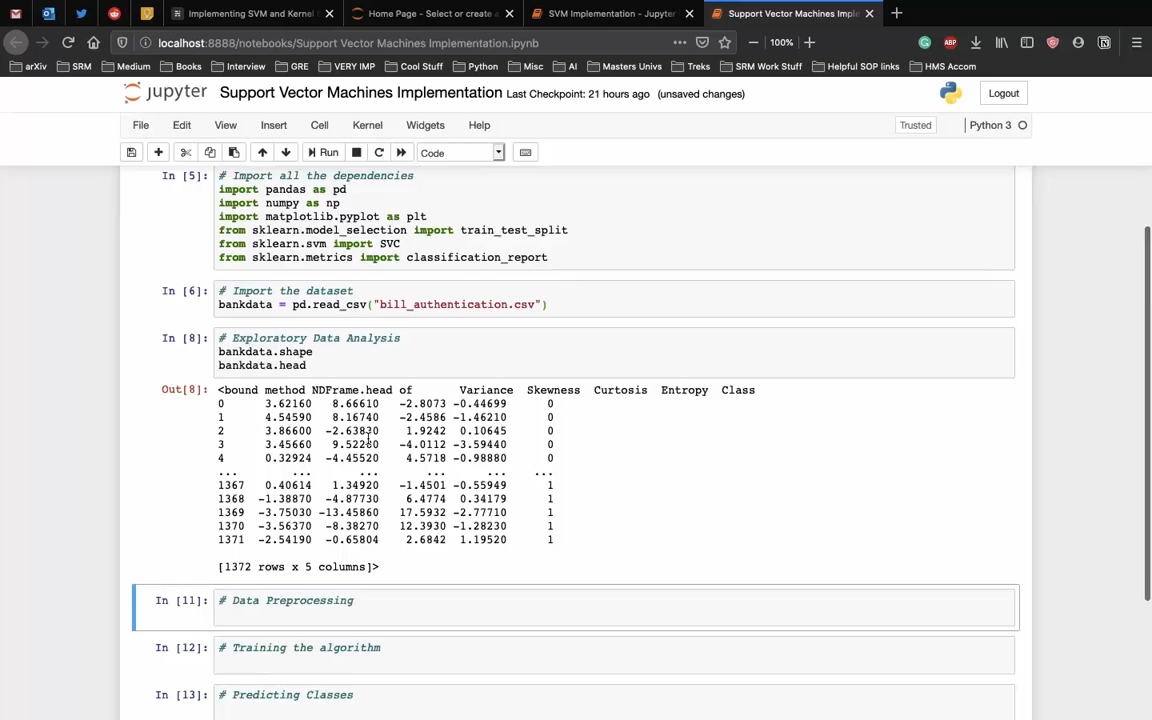 Implementing SVM and Kernel
Home Page - Select or create a
SVM Implementation - Jupyter
Support Vector Machines Imple
localhost:8888/notebooks/Support Vector Machines Implementation.ipynb
100%
arXiv SRM Medium Books Interview GRE VERY IMP Cool Stuff Python Misc AI Masters Univs Treks SRM Work Stuff Helpful SOP links HMS Accom
jupyter Support Vector Machines Implementation Last Checkpoint: 21 hours ago (unsaved changes) Logout
File Edit View Insert Cell Kernel Widgets Help Trusted Python 3
Run Code
In [5]: # Import all the dependencies
import pandas as pd
import numpy as np
import matplotlib.pyplot as plt
from sklearn.model_selection import train_test_split
from sklearn.svm import SVC
from sklearn.metrics import classification_report
In [6]: # Import the dataset
bankdata = pd.read_csv("bill_authentication.csv")
In [8]: # Exploratory Data Analysis
bankdata.shape
bankdata.head
Out[8]: <bound method NDFrame.head of Variance Skewness Curtosis Entropy Class
0 3.62160 8.66610 -2.8073 -0.44699 0
1 4.54590 8.16740 -2.4586 -1.46210 0
2 3.86600 -2.63830 1.9242 0.10645 0
3 3.45660 9.52280 -4.0112 -3.59440 0
4 0.32924 -4.45520 4.5718 -0.98880 0
... ... ... ... ... ...
1367 0.40614 1.34920 -1.4501 -0.55949 1
1368 -1.38870 -4.87730 6.4774 0.34179 1
1369 -3.75030 -13.45860 17.5932 -2.77710 1
1370 -3.56370 -8.38270 12.3930 -1.28230 1
1371 -2.54190 -0.65804 2.6842 1.19520 1
[1372 rows x 5 columns]>
In [11]: # Data Preprocessing
In [12]: # Training the algorithm
In [13]: # Predicting Classes